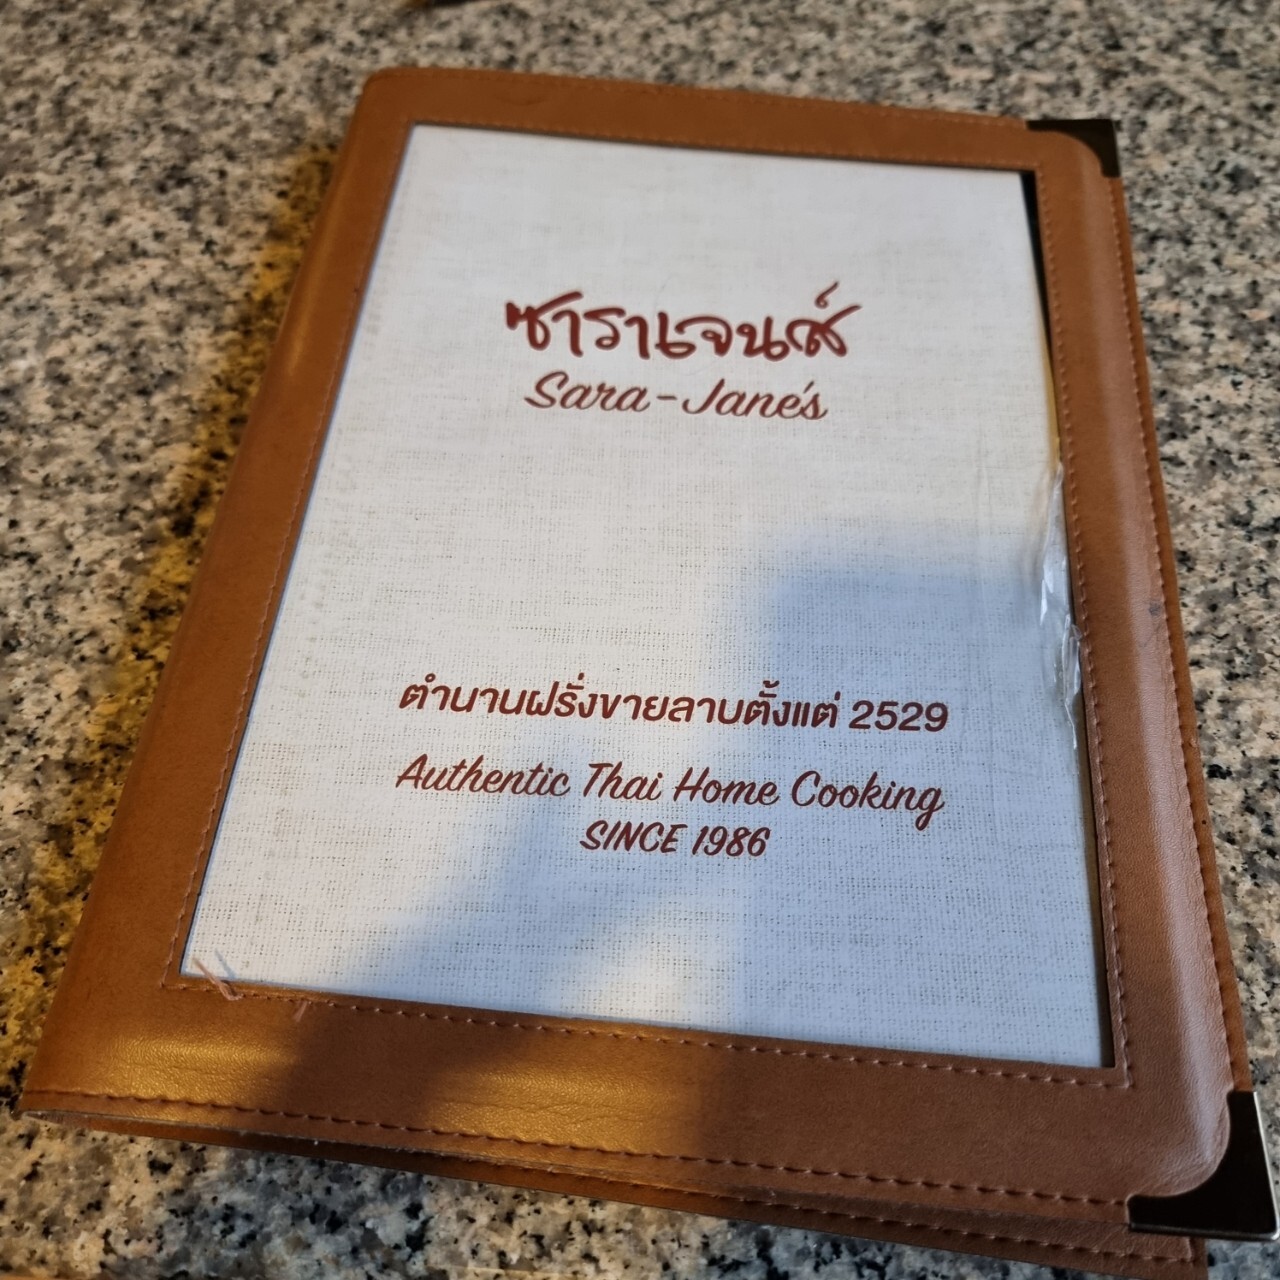 ซาราเจนส์
Sara-Jane's
ตำนานฝรั่งขายลาบตั้งแต่ 2529
Authentic Thai Home Cooking
SINCE 1986